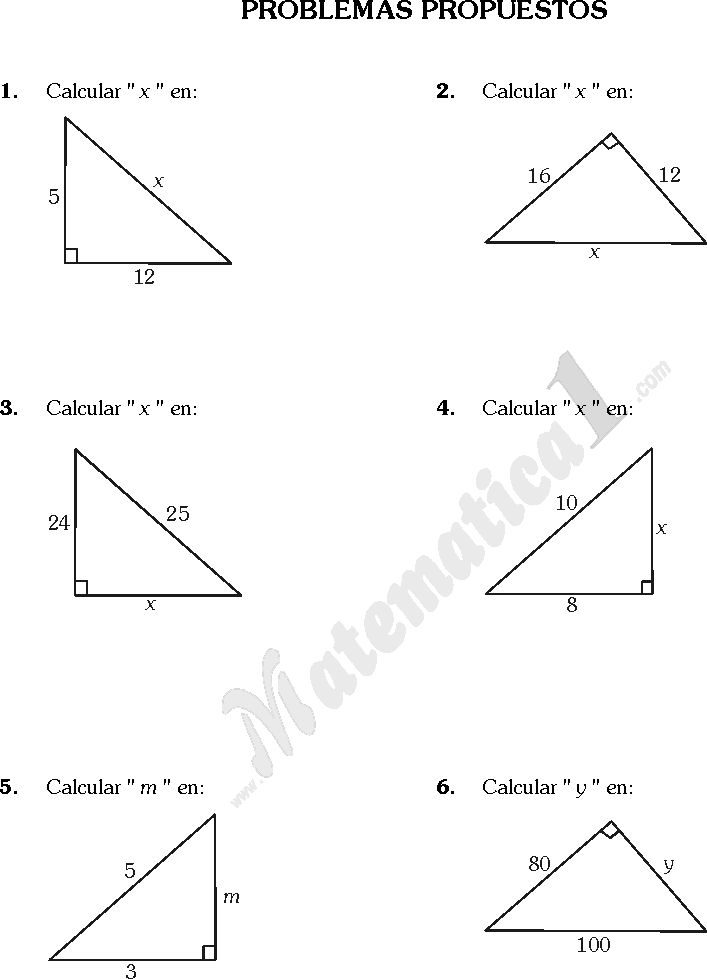 PROBLEMAS PROPUESTOS
1. Calcular " x " en:
5
x
12
2. Calcular " x " en:
16
12
x
3. Calcular " x " en:
24
25
x
4. Calcular " x " en:
10
x
8
5. Calcular " m " en:
5
m
3
6. Calcular " y " en:
80
y
100
www.Matematica1.com